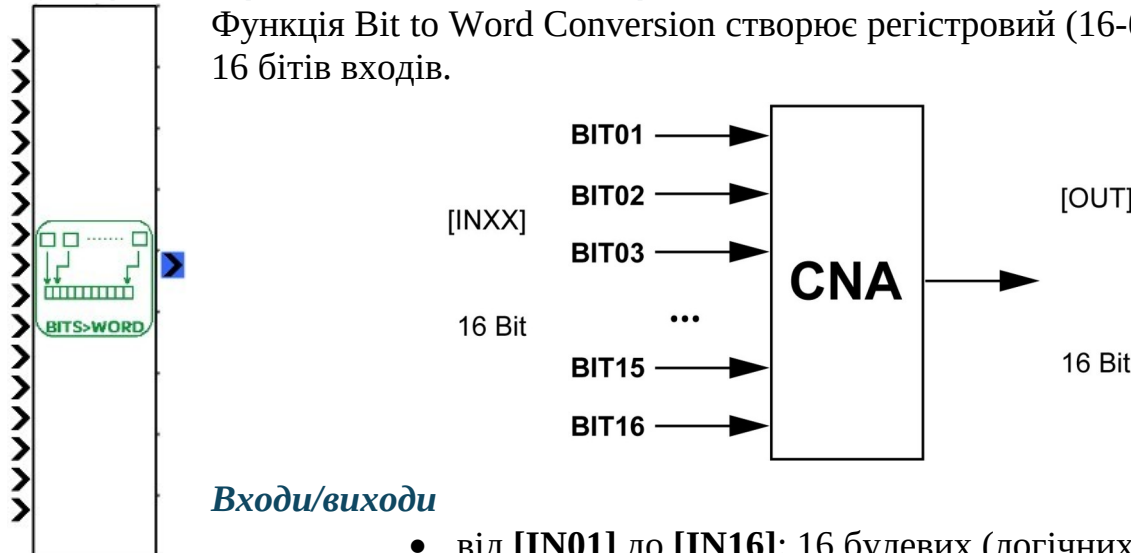 Функція Bit to Word Conversion створює регістровий (16-
16 бітів входів.
BIT01
BIT02
[INXX]
[OUT]
BIT03
CNA
16 Bit
...
BIT15
16 Bit
BIT16
BITS>WORD
Входи/виходи
• від [IN01] до [IN16]: 16 булевих (логічних